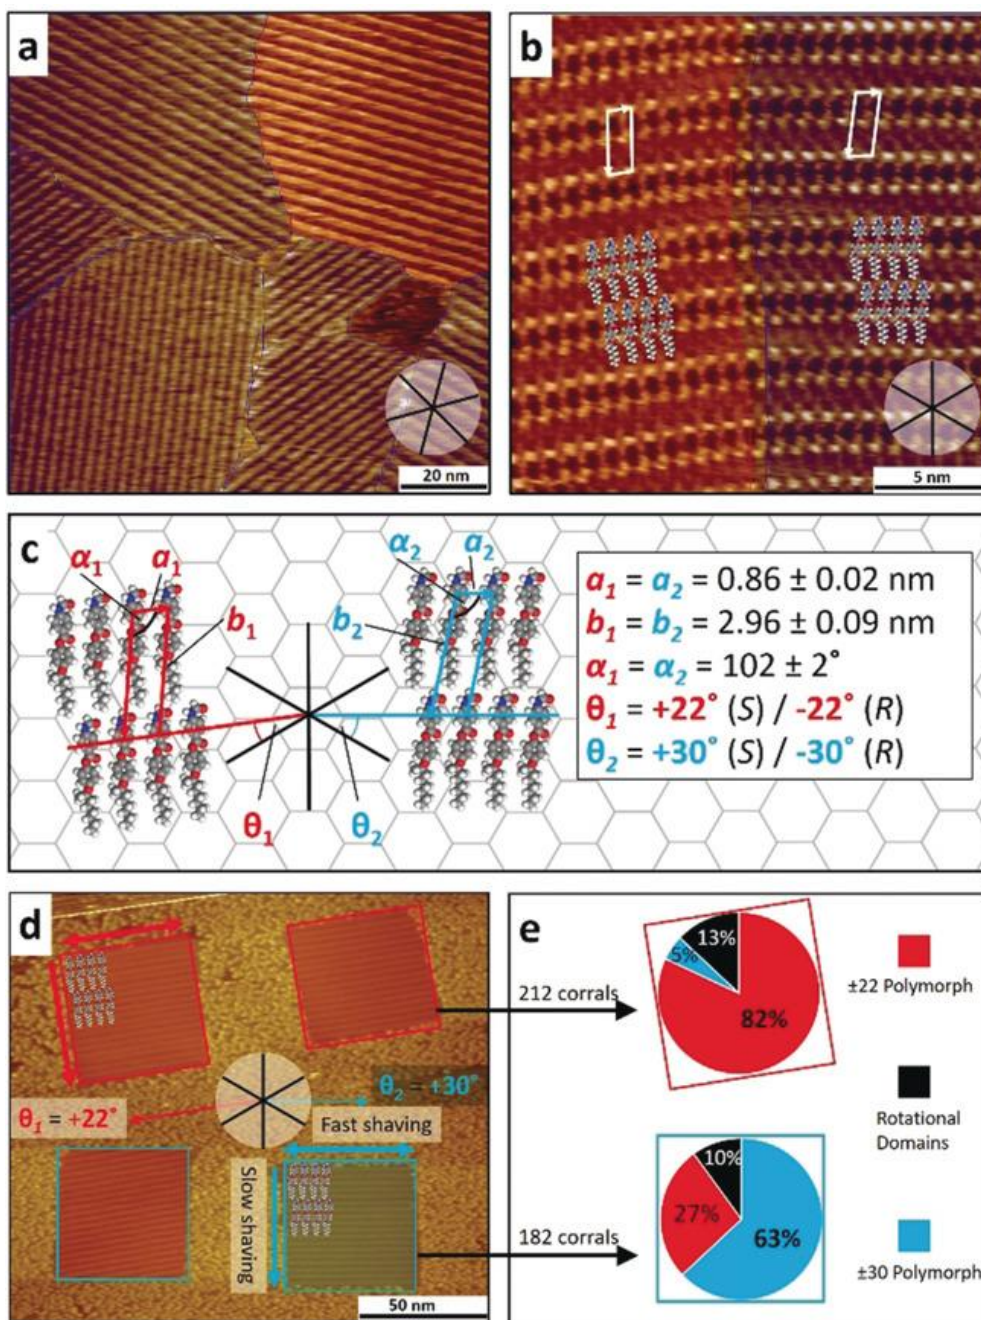 a
20 nm
b
5 nm
c
α₁
a₁
b₁
θ₁
α₂
a₂
b₂
θ₂
a₁ = a₂ = 0.86 ± 0.02 nm
b₁ = b₂ = 2.96 ± 0.09 nm
α₁ = α₂ = 102 ± 2°
θ₁ = +22° (S) / -22° (R)
θ₂ = +30° (S) / -30° (R)
d
θ₁ = +22°
θ₂ = +30°
Fast shaving
Slow shaving
50 nm
e
212 corrals
13%
5%
82%
182 corrals
10%
27%
63%
±22 Polymorph
Rotational
Domains
±30 Polymorph